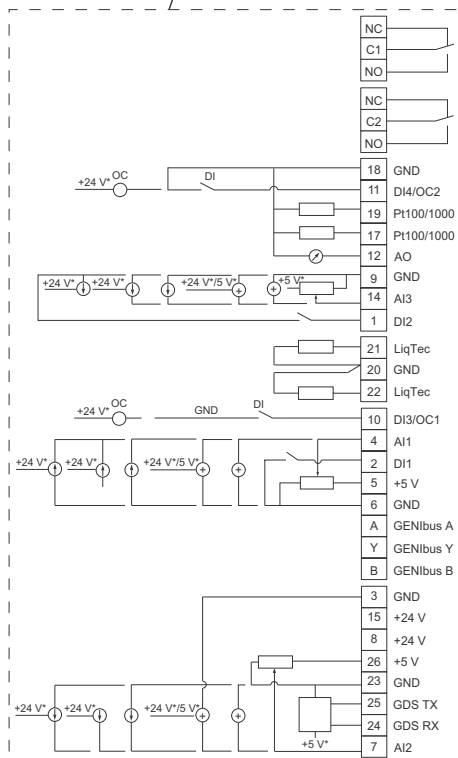 NC
C1
NO
NC
C2
NO
18 GND
+24 V* OC DI 11 DI4/OC2
19 Pt100/1000
17 Pt100/1000
12 AO
9 GND
+24 V* +24 V* +24 V*/5 V* +5 V*
14 AI3
1 DI2
21 LiqTec
20 GND
22 LiqTec
+24 V* OC GND DI 10 DI3/OC1
4 AI1
+24 V* +24 V* +24 V*/5 V* 2 DI1
5 +5 V
6 GND
A GENIbus A
Y GENIbus Y
B GENIbus B
3 GND
15 +24 V
8 +24 V
26 +5 V
23 GND
+24 V* +24 V* +24 V*/5 V* 25 GDS TX
24 GDS RX
+5 V* 7 AI2